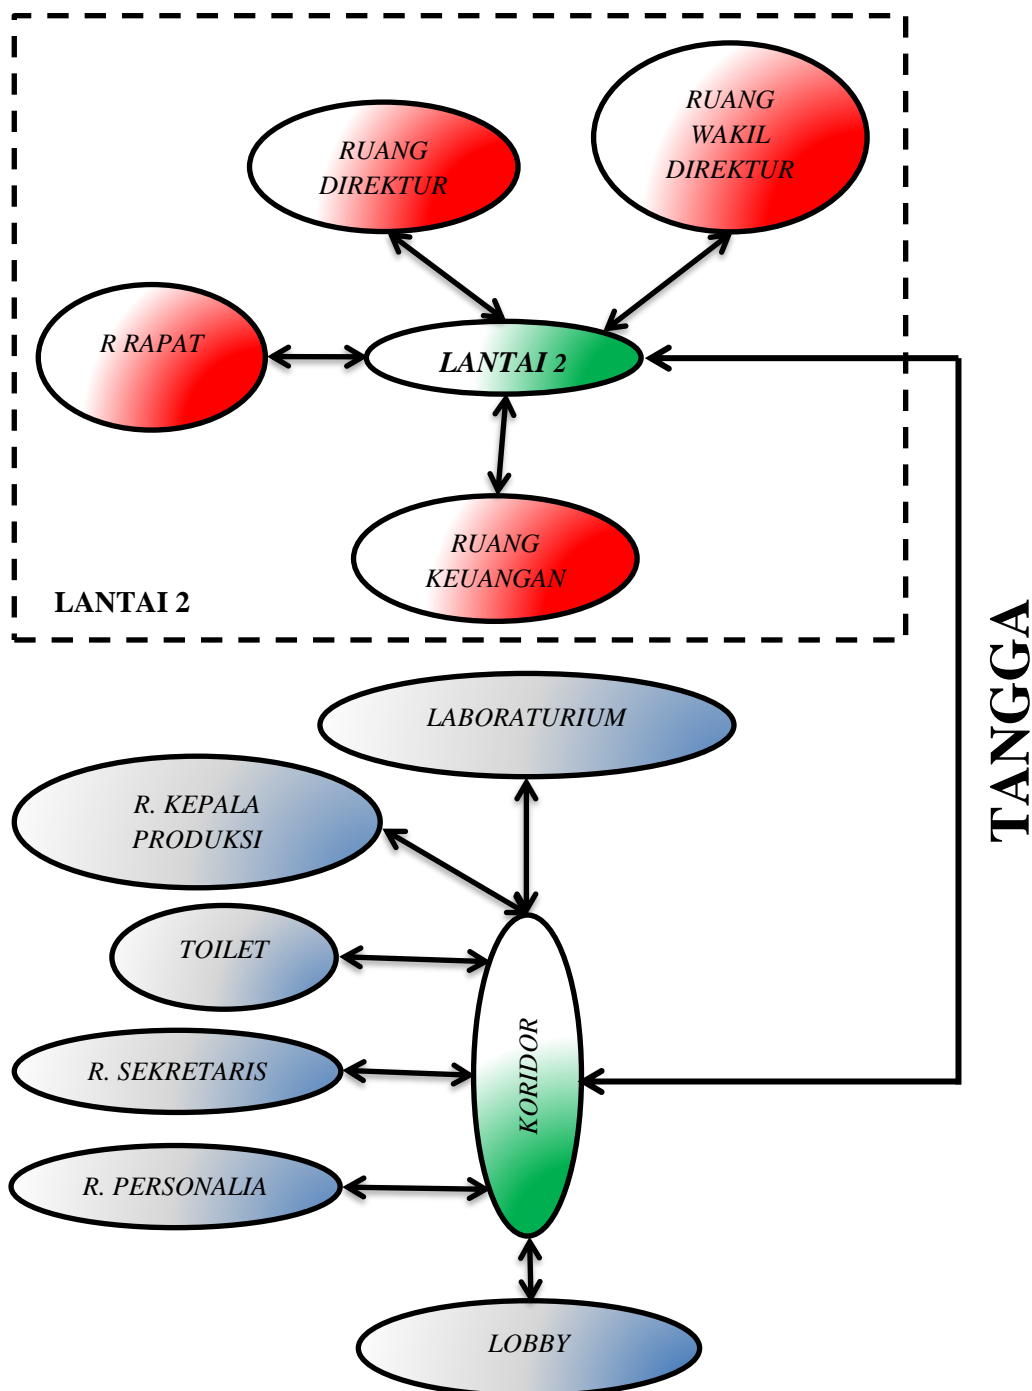 RUANG
DIREKTUR
RUANG
WAKIL
DIREKTUR
R RAPAT
LANTAI 2
RUANG
KEUANGAN
LANTAI 2
TANGGA
LABORATURIUM
R. KEPALA
PRODUKSI
TOILET
R. SEKRETARIS
KORIDOR
R. PERSONALIA
LOBBY